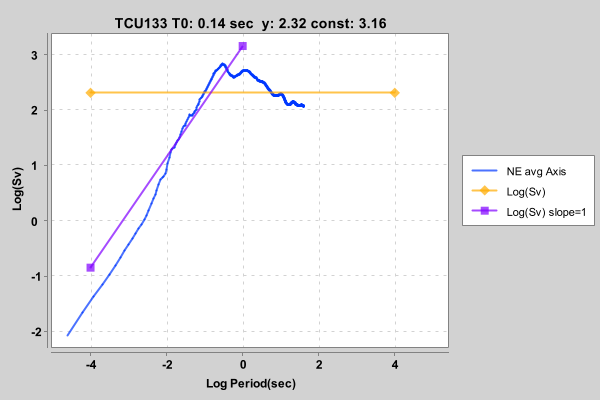 TCU133 T0: 0.14 sec  y: 2.32 const: 3.16
Log(Sv)
3
2
1
0
-1
-2
-4
-2
0
2
4
Log Period(sec)
NE avg Axis
Log(Sv)
Log(Sv) slope=1